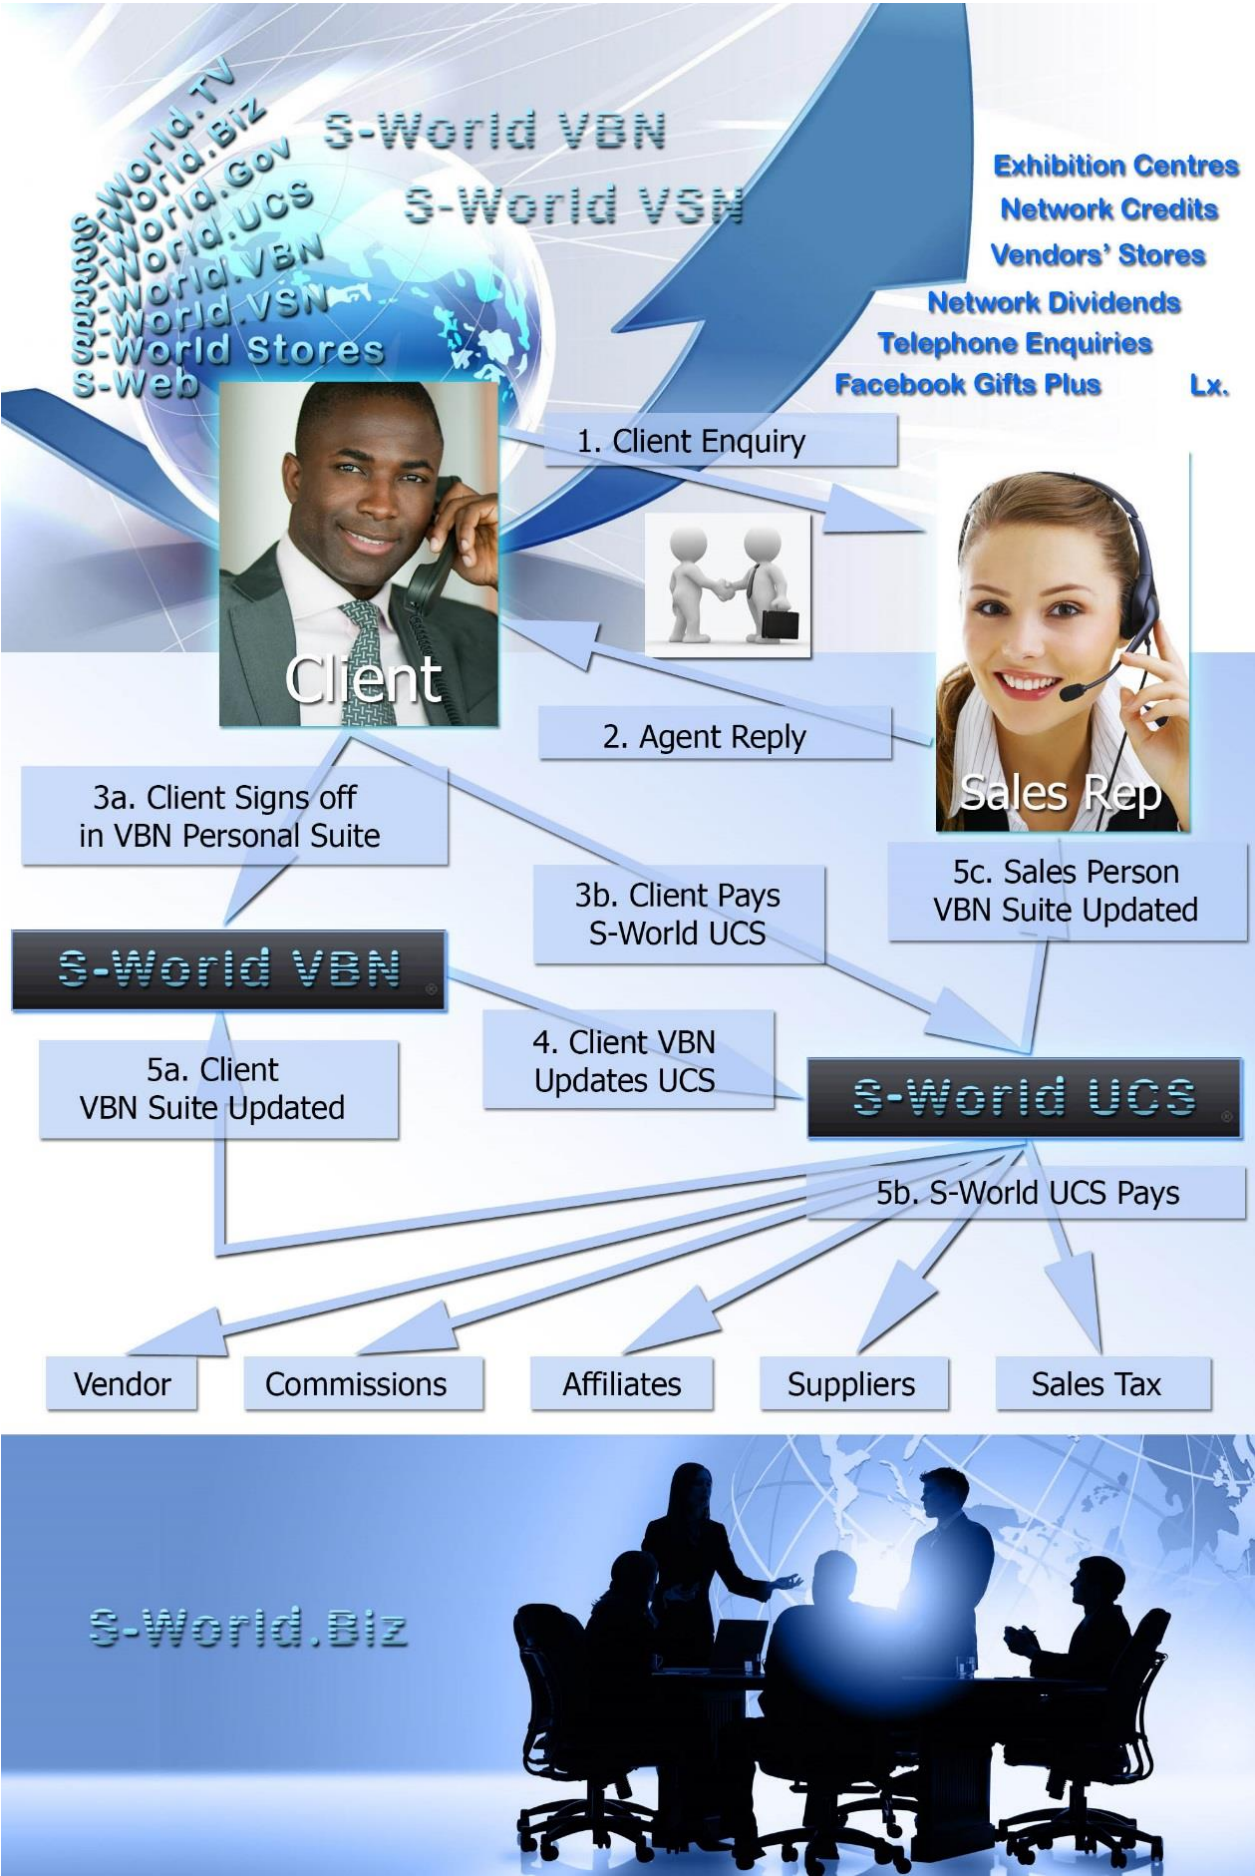 S-World.TV
S-World.Biz
S-World.Gov
S-World.UCS
S-World.VBN
S-World.VSN
S-World Stores
S-Web
S-World VBN
S-World VSN
Exhibition Centres
Network Credits
Vendors' Stores
Network Dividends
Telephone Enquiries
Facebook Gifts Plus
Lx.
1. Client Enquiry
Client
2. Agent Reply
Sales Rep
3a. Client Signs off
in VBN Personal Suite
3b. Client Pays
S-World UCS
5c. Sales Person
VBN Suite Updated
S-World VBN ®
4. Client VBN
Updates UCS
5a. Client
VBN Suite Updated
S-World UCS ®
5b. S-World UCS Pays
Vendor
Commissions
Affiliates
Suppliers
Sales Tax
S-World.Biz